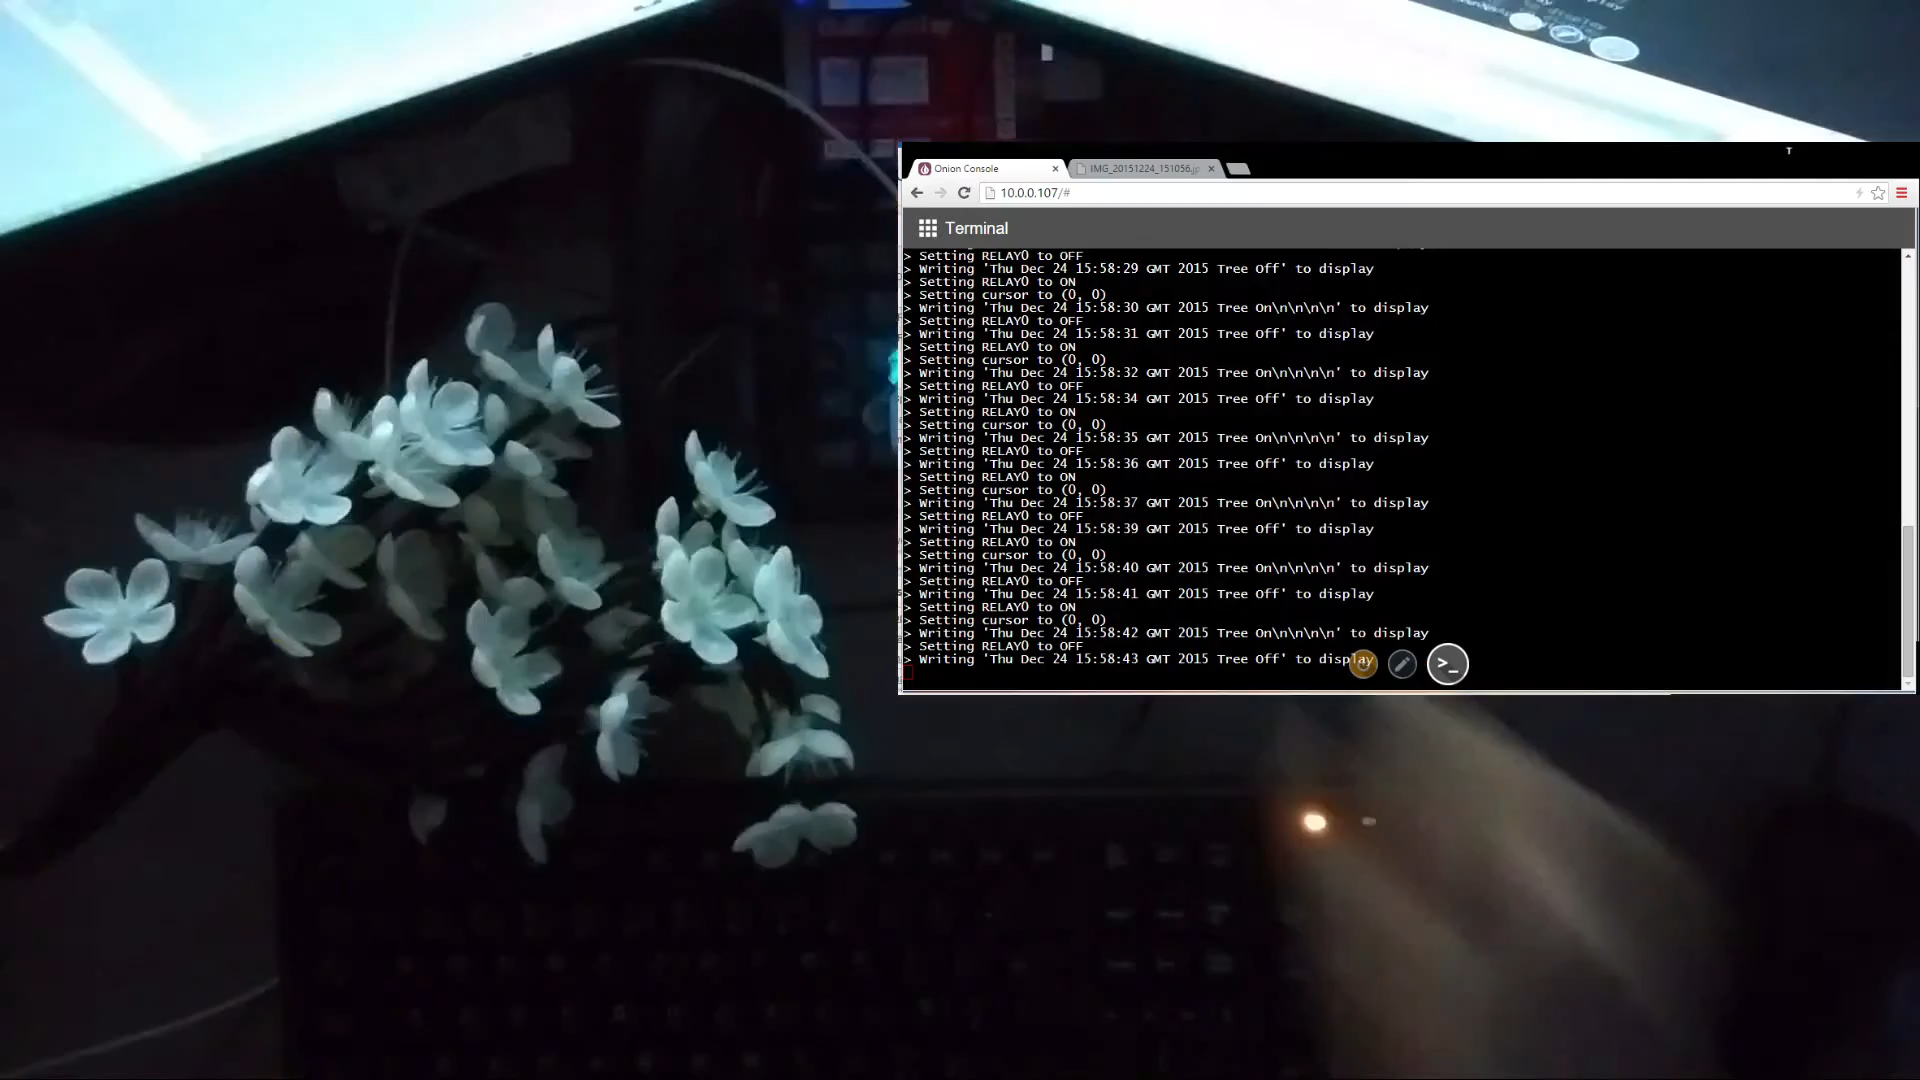 Onion Console
IMG_20151224_151056.jp
10.0.0.107/#
Terminal
> Setting RELAY0 to OFF
> Writing 'Thu Dec 24 15:58:29 GMT 2015 Tree Off' to display
> Setting RELAY0 to ON
> Setting cursor to (0, 0)
> Writing 'Thu Dec 24 15:58:30 GMT 2015 Tree On\n\n\n\n' to display
> Setting RELAY0 to OFF
> Writing 'Thu Dec 24 15:58:31 GMT 2015 Tree Off' to display
> Setting RELAY0 to ON
> Setting cursor to (0, 0)
> Writing 'Thu Dec 24 15:58:32 GMT 2015 Tree On\n\n\n\n' to display
> Setting RELAY0 to OFF
> Writing 'Thu Dec 24 15:58:34 GMT 2015 Tree Off' to display
> Setting RELAY0 to ON
> Setting cursor to (0, 0)
> Writing 'Thu Dec 24 15:58:35 GMT 2015 Tree On\n\n\n\n' to display
> Setting RELAY0 to OFF
> Writing 'Thu Dec 24 15:58:36 GMT 2015 Tree Off' to display
> Setting RELAY0 to ON
> Setting cursor to (0, 0)
> Writing 'Thu Dec 24 15:58:37 GMT 2015 Tree On\n\n\n\n' to display
> Setting RELAY0 to OFF
> Writing 'Thu Dec 24 15:58:39 GMT 2015 Tree Off' to display
> Setting RELAY0 to ON
> Setting cursor to (0, 0)
> Writing 'Thu Dec 24 15:58:40 GMT 2015 Tree On\n\n\n\n' to display
> Setting RELAY0 to OFF
> Writing 'Thu Dec 24 15:58:41 GMT 2015 Tree Off' to display
> Setting RELAY0 to ON
> Setting cursor to (0, 0)
> Writing 'Thu Dec 24 15:58:42 GMT 2015 Tree On\n\n\n\n' to display
> Setting RELAY0 to OFF
> Writing 'Thu Dec 24 15:58:43 GMT 2015 Tree Off' to display
>_